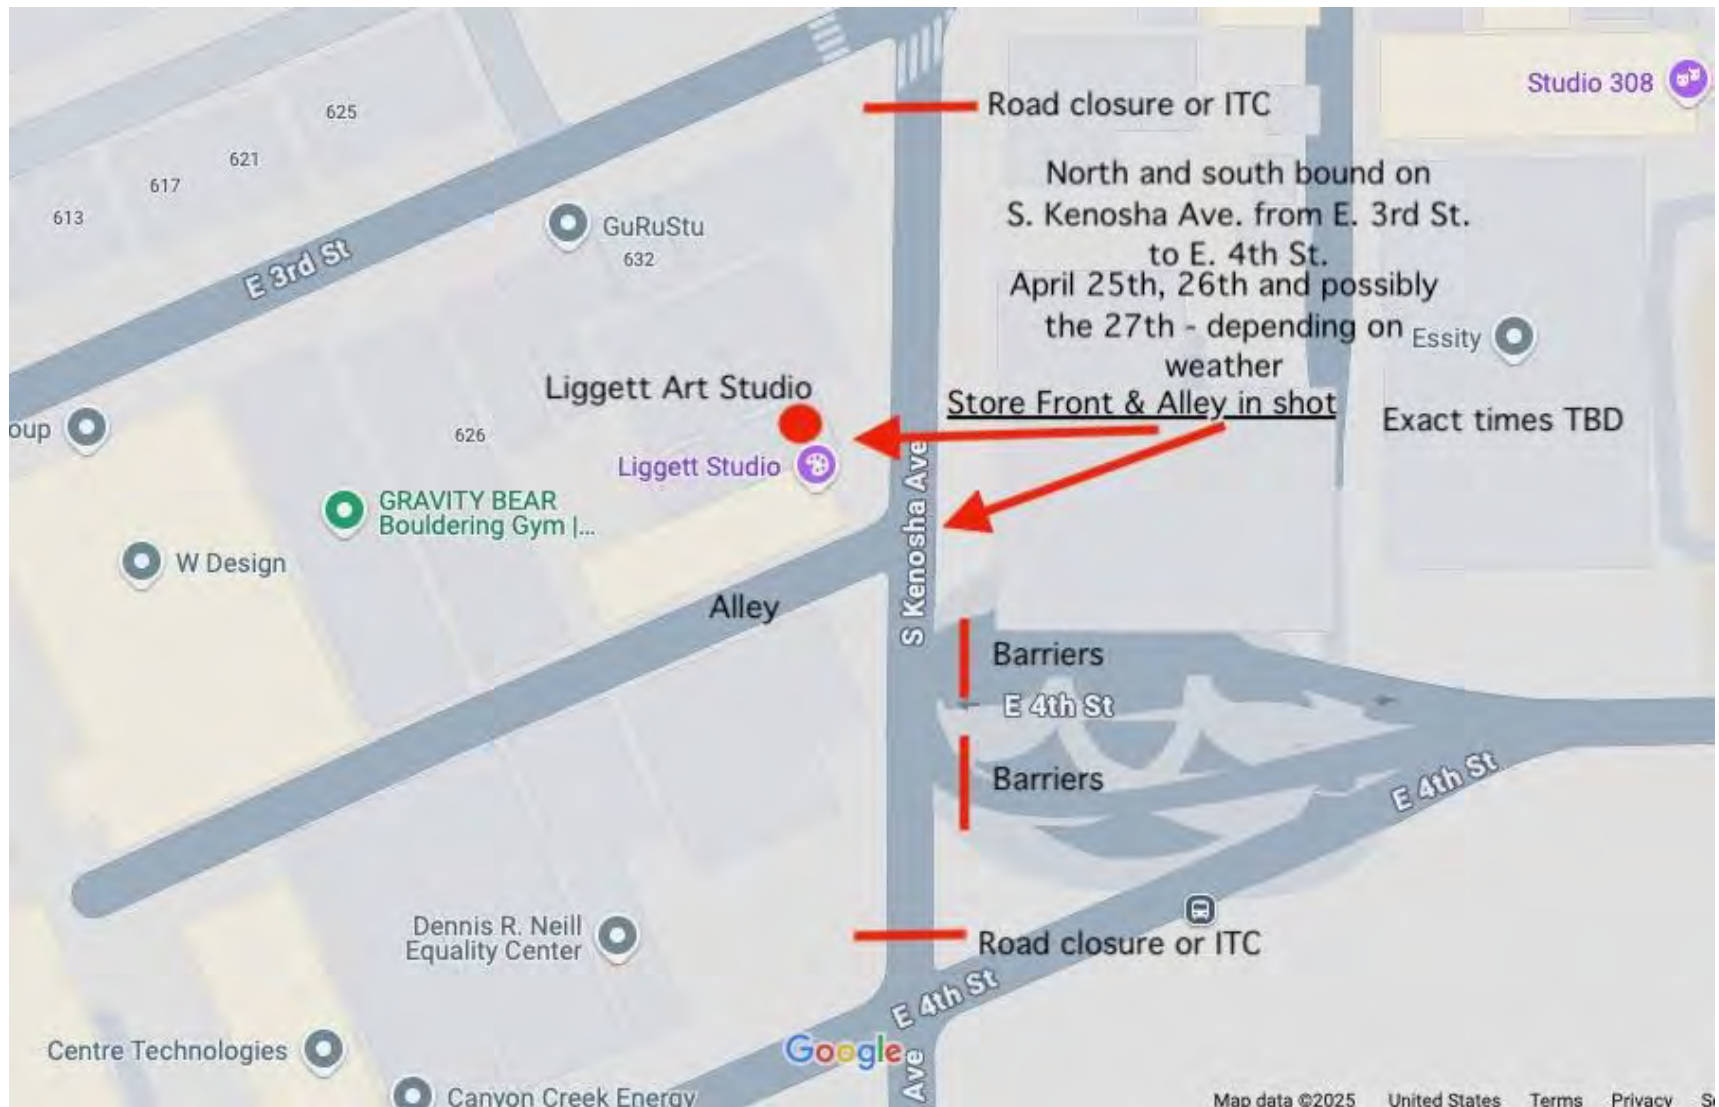 Studio 308
Road closure or ITC
625
621
617
613
North and south bound on
S. Kenosha Ave. from E. 3rd St.
to E. 4th St.
April 25th, 26th and possibly
the 27th - depending on
weather
GuRuStu
632
E 3rd St
Essity
Liggett Art Studio
Store Front & Alley in shot
Exact times TBD
oup
626
Liggett Studio
GRAVITY BEAR
Bouldering Gym |...
S Kenosha Ave
W Design
Alley
Barriers
E 4th St
Barriers
E 4th St
Dennis R. Neill
Equality Center
Road closure or ITC
E 4th St
Centre Technologies
Google
Ave
Canyon Creek Energy
Map data ©2025 United States Terms Privacy S